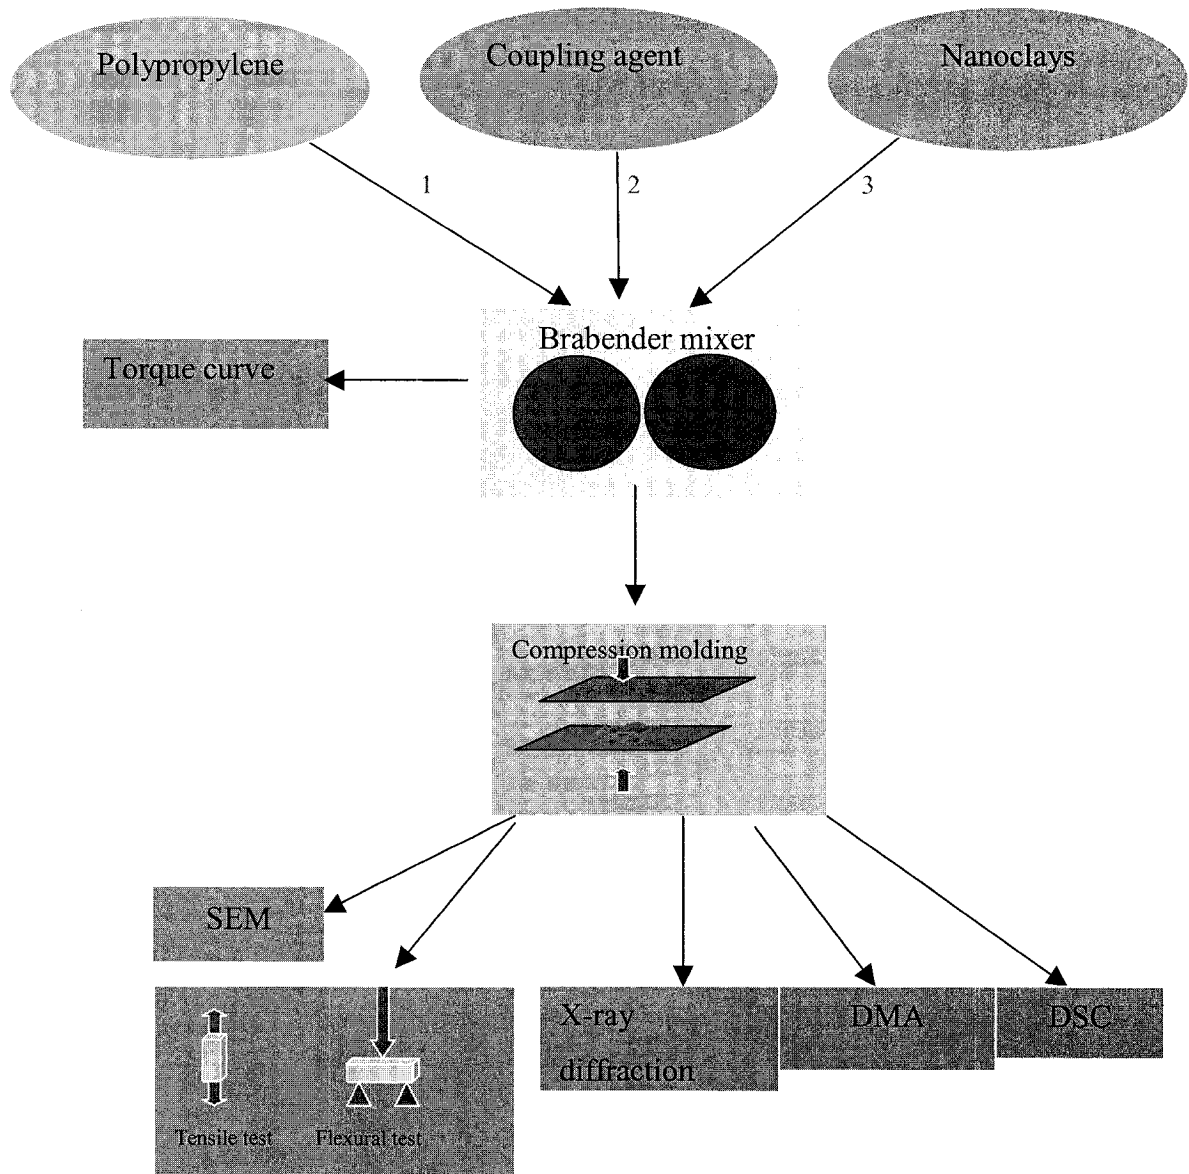 Polypropylene
Coupling agent
Nanoclays
1
2
3
Brabender mixer
Torque curve
Compression molding
SEM
X-ray
diffraction
DMA
DSC
Tensile test
Flexural test